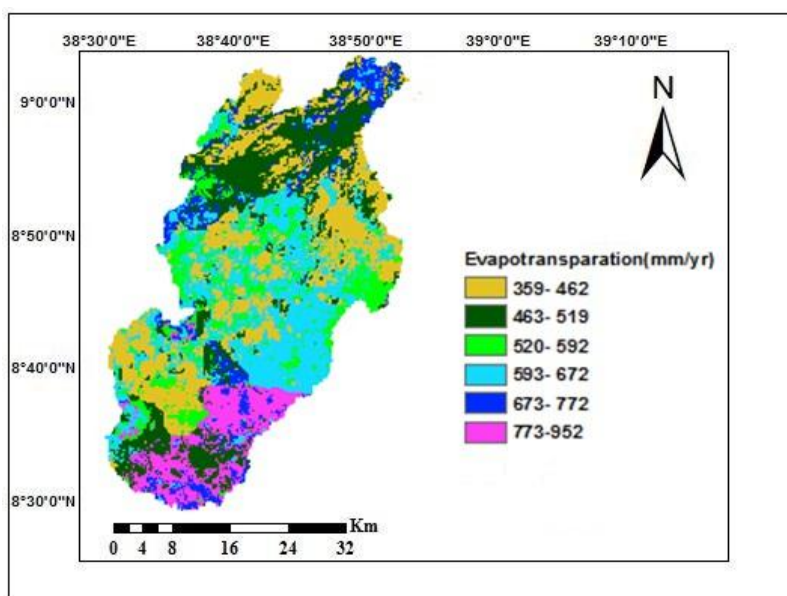 38°30'0"E 38°40'0"E 38°50'0"E 39°0'0"E 39°10'0"E
9°0'0"N
8°50'0"N
8°40'0"N
8°30'0"N
N
Evapotransparation(mm/yr)
359- 462
463- 519
520- 592
593- 672
673- 772
773-952
Km
0 4 8 16 24 32